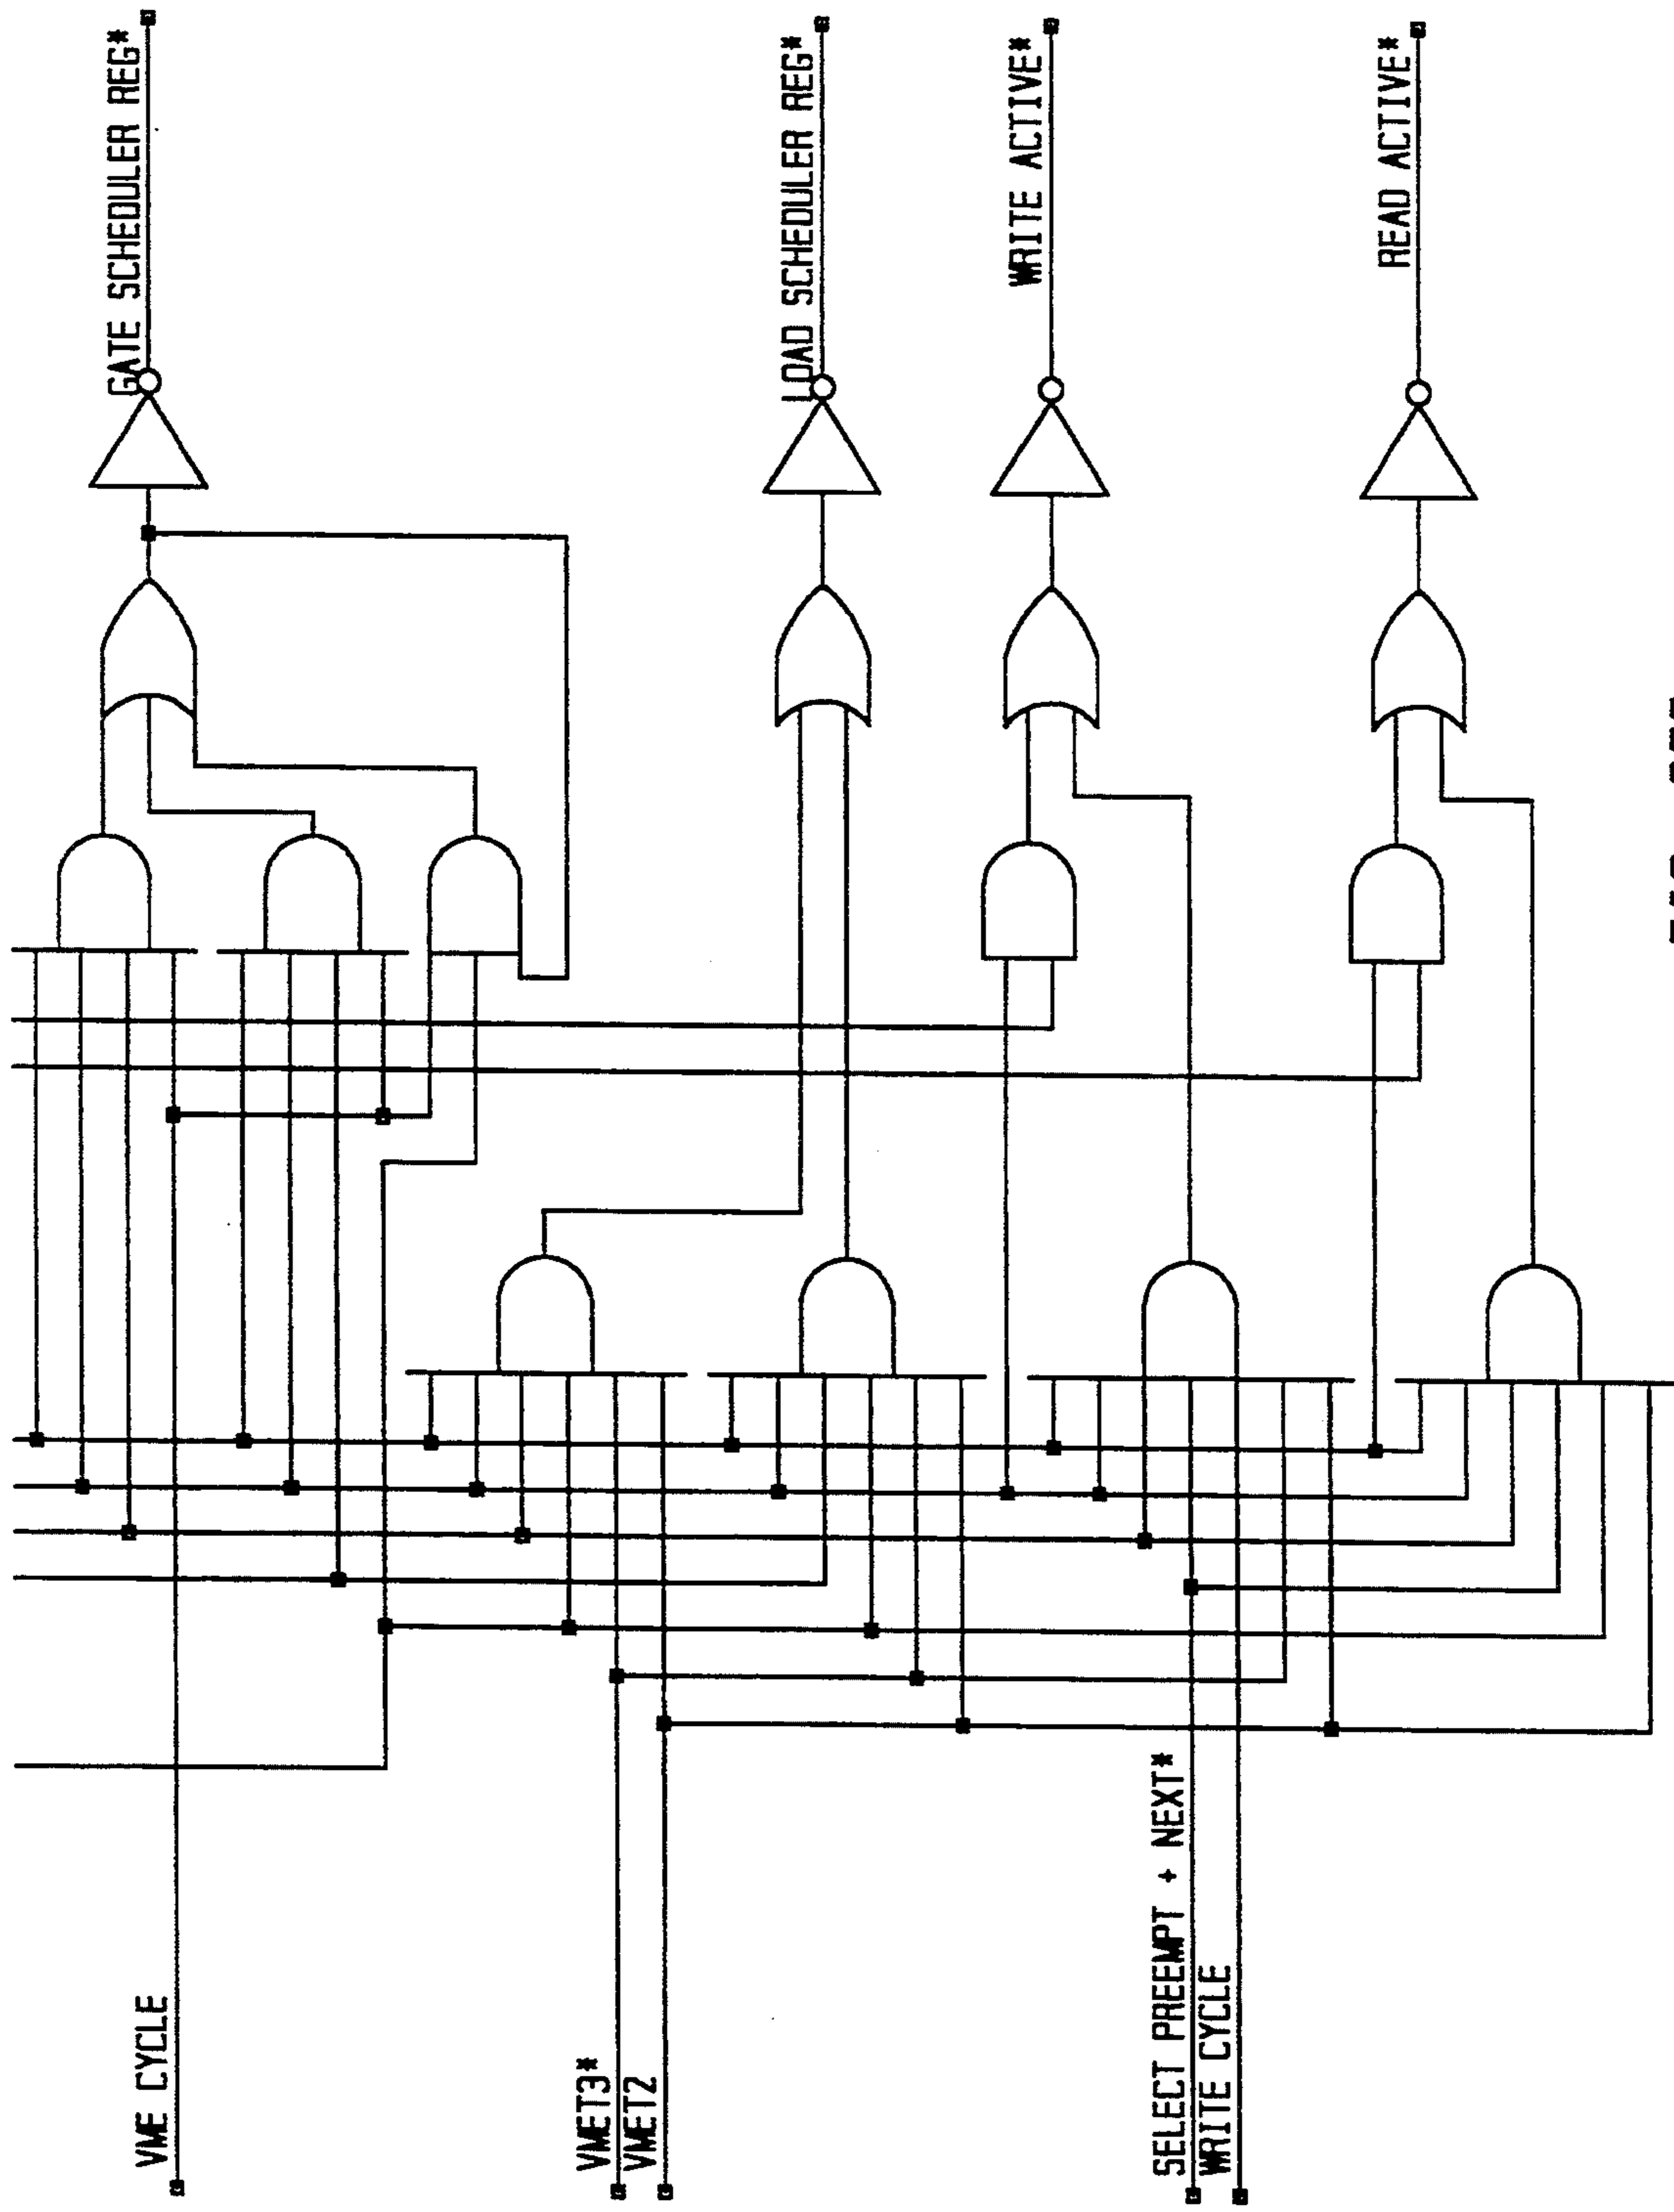 GATE SCHEDULER REG*
LOAD SCHEDULER REG*
WRITE ACTIVE*
READ ACTIVE*
VME CYCLE
VMET3*
VMET2
SELECT PREEMPT + NEXT*
WRITE CYCLE